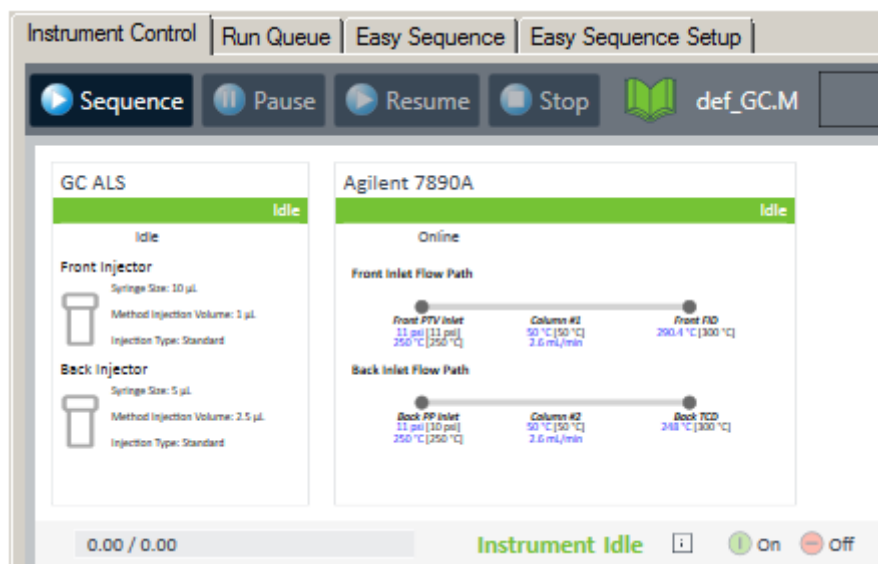 Instrument Control Run Queue Easy Sequence Easy Sequence Setup
Sequence Pause Resume Stop def_GC.M
GC ALS
Idle
Idle
Front Injector
Syringe Size: 10 µL
Method Injection Volume: 1 µL
Injection Type: Standard
Back Injector
Syringe Size: 5 µL
Method Injection Volume: 2.5 µL
Injection Type: Standard
Agilent 7890A
Idle
Online
Front Inlet Flow Path
Front PTV Inlet Column #1 Front FID
11 psi [11 psi] 50 °C [50 °C] 290.4 °C [300 °C]
250 °C [250 °C] 2.6 mL/min
Back Inlet Flow Path
Back PP Inlet Column #2 Back TCD
11 psi [10 psi] 50 °C [50 °C] 248 °C [300 °C]
250 °C [250 °C] 2.6 mL/min
0.00 / 0.00 Instrument Idle i On Off